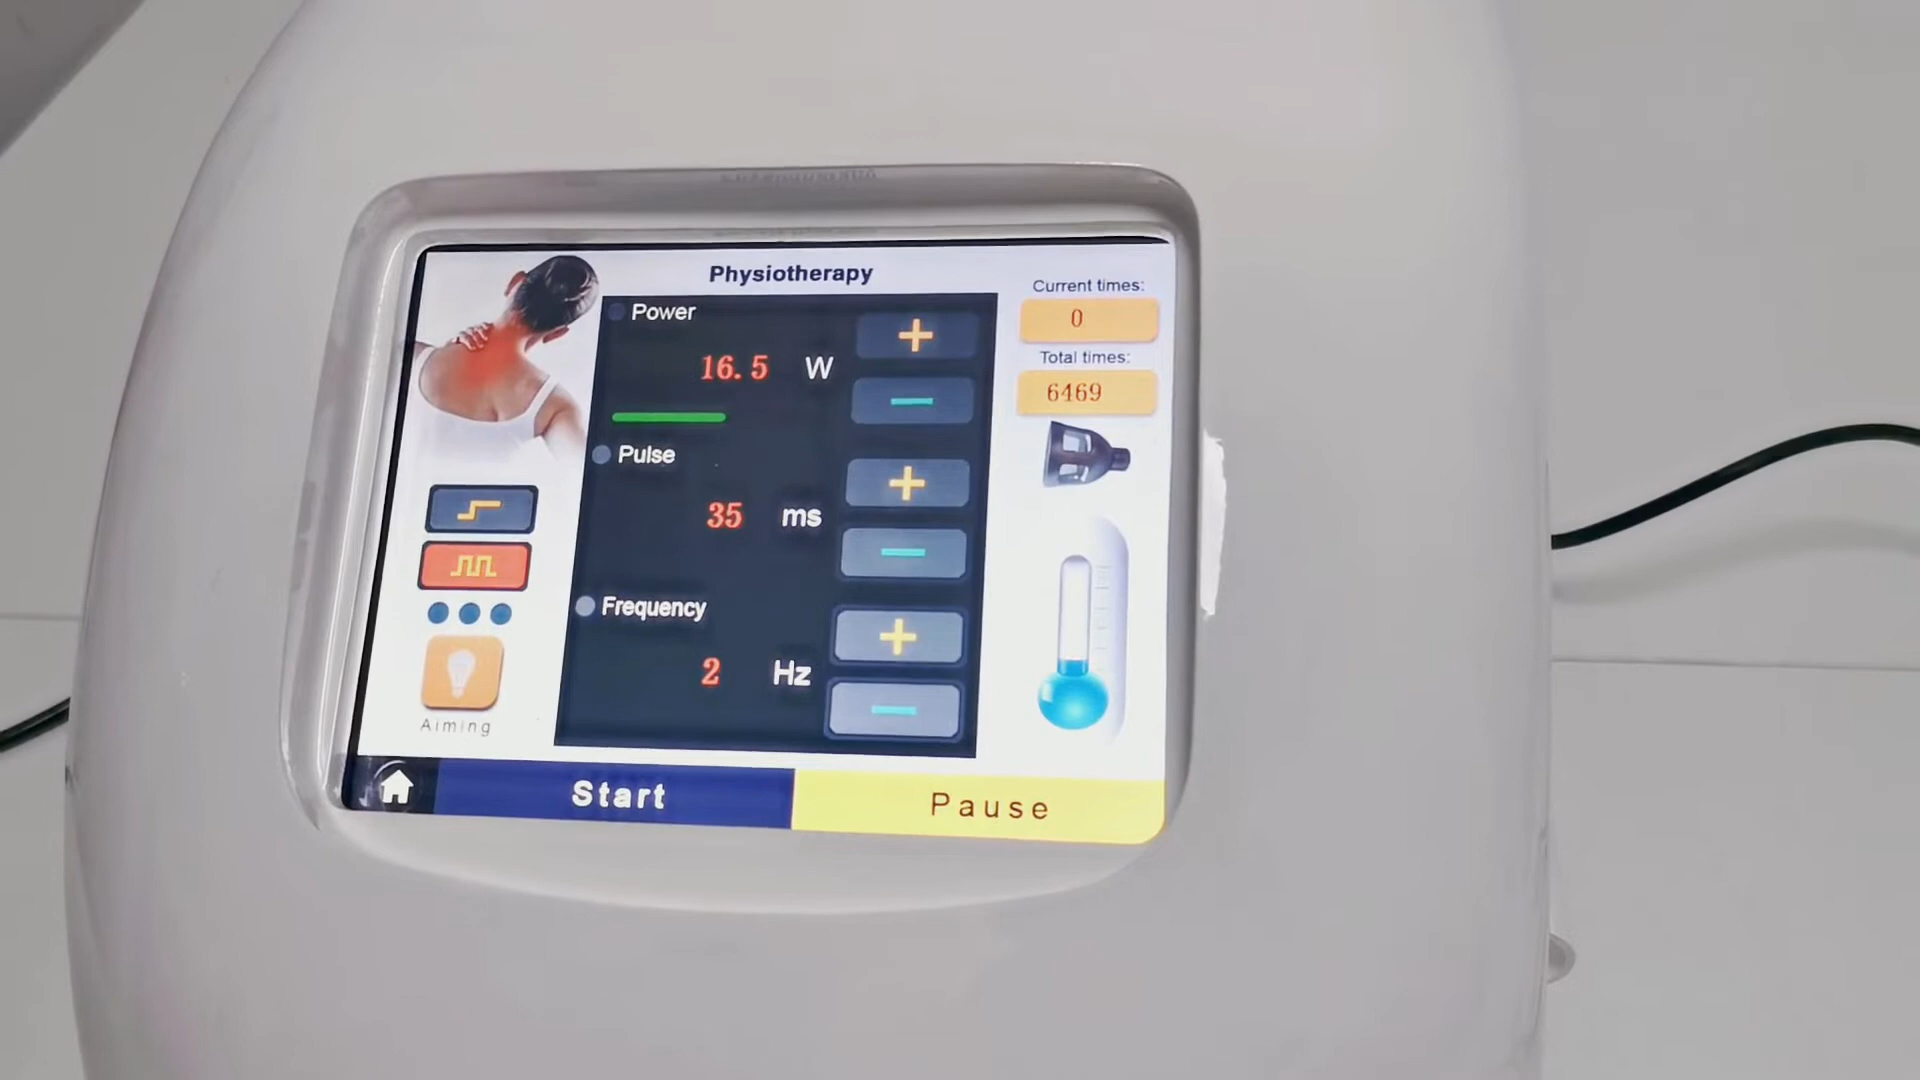 Physiotherapy
Power
16.5 W
Pulse
35 ms
Frequency
2 Hz
Current times:
0
Total times:
6469
Aiming
Start
Pause